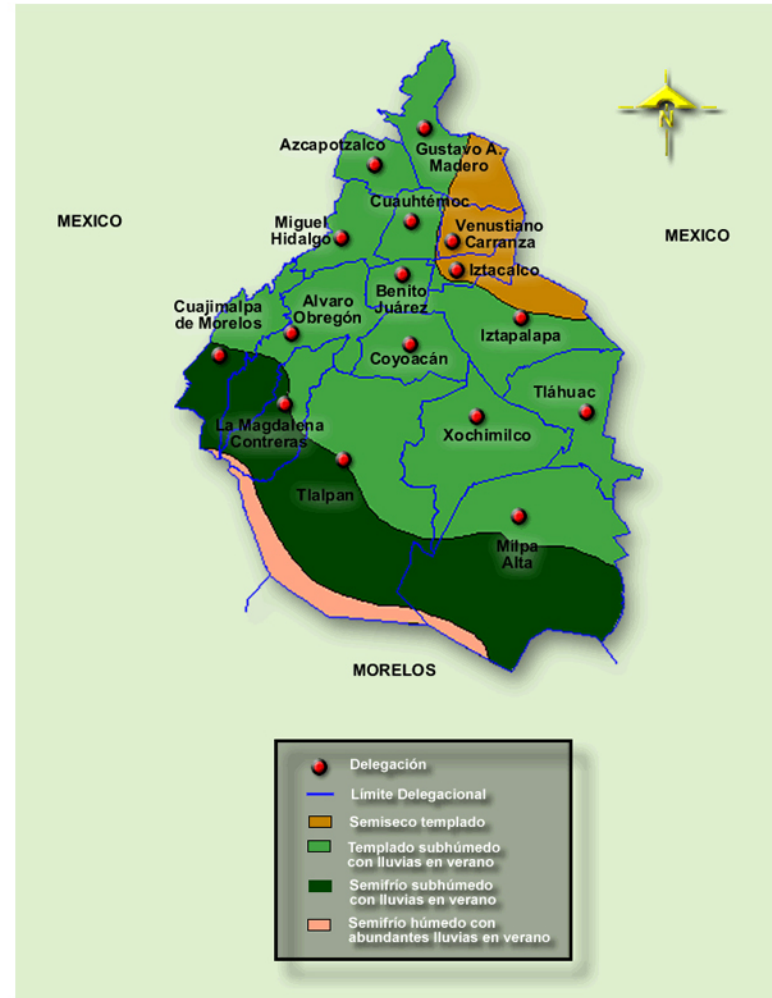 N
Azcapotzalco
Gustavo A.
Madero
Cuauhtémoc
MEXICO
Miguel
Hidalgo
Venustiano
Carranza
MEXICO
Iztacalco
Benito
Juárez
Cuajimalpa
de Morelos
Alvaro
Obregón
Iztapalapa
Coyoacán
Tláhuac
La Magdalena
Contreras
Xochimilco
Tlalpan
Milpa
Alta
MORELOS
Delegación
Límite Delegacional
Semiseco templado
Templado subhúmedo
con lluvias en verano
Semifrío subhúmedo
con lluvias en verano
Semifrío húmedo con
abundantes lluvias en verano